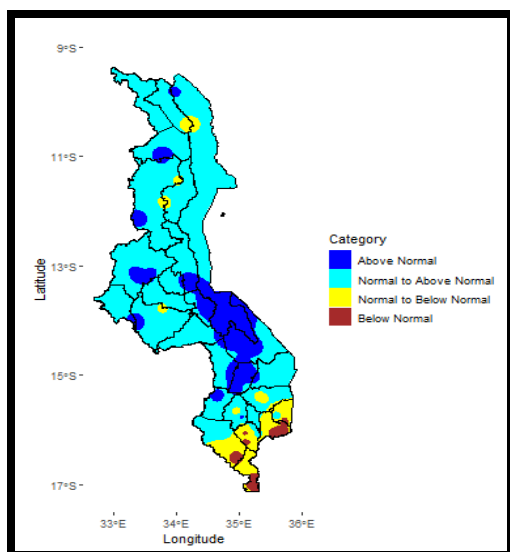 9°S
11°S
13°S
15°S
17°S
Latitude
33°E 34°E 35°E 36°E
Longitude
Category
Above Normal
Normal to Above Normal
Normal to Below Normal
Below Normal